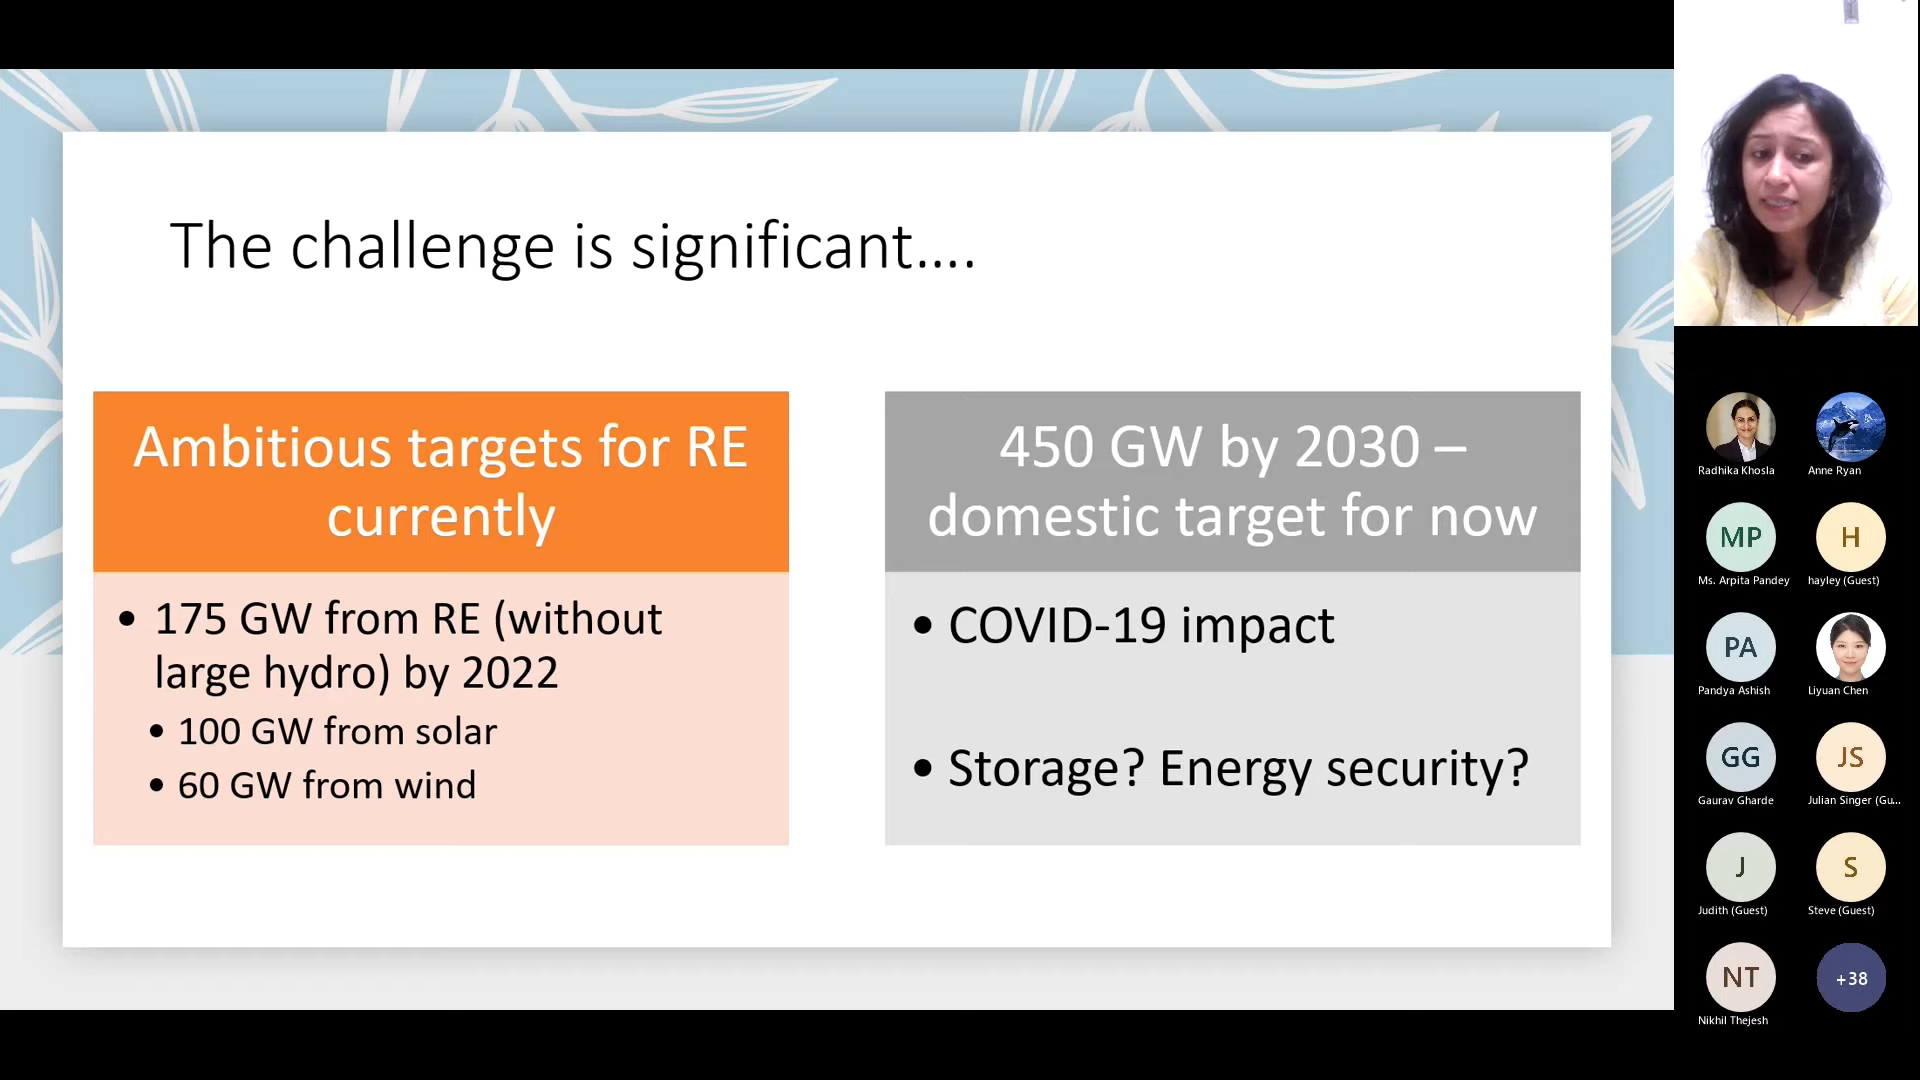 The challenge is significant....
Ambitious targets for RE
currently
• 175 GW from RE (without
large hydro) by 2022
• 100 GW from solar
• 60 GW from wind
450 GW by 2030 –
domestic target for now
• COVID-19 impact
• Storage? Energy security?
Radhika Khosla
Anne Ryan
MP
H
Ms. Arpita Pandey
hayley (Guest)
PA
Pandya Ashish
Liyuan Chen
GG
JS
Gaurav Gharde
Julian Singer (Gu...
J
S
Judith (Guest)
Steve (Guest)
NT
+38
Nikhil Thejesh